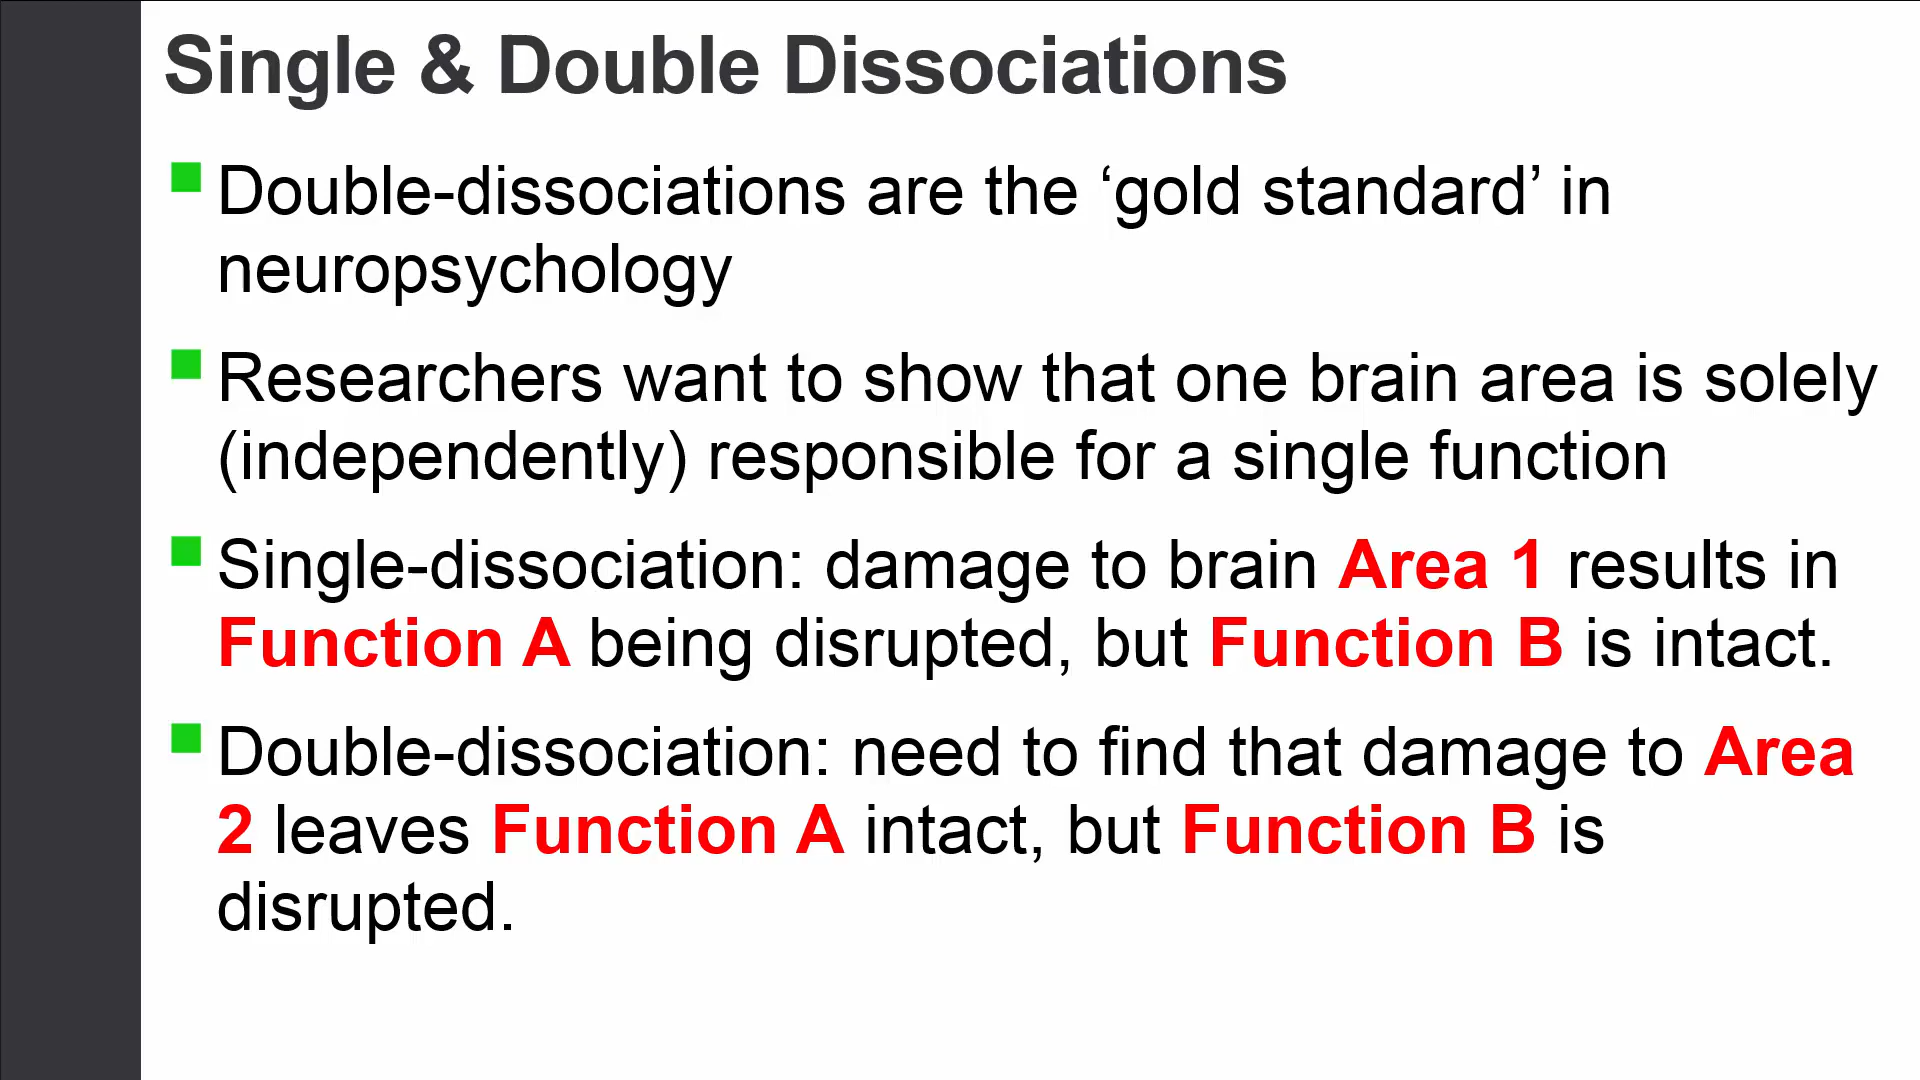 Single & Double Dissociations
Double-dissociations are the ‘gold standard’ in
neuropsychology
Researchers want to show that one brain area is solely
(independently) responsible for a single function
Single-dissociation: damage to brain Area 1 results in
Function A being disrupted, but Function B is intact.
Double-dissociation: need to find that damage to Area
2 leaves Function A intact, but Function B is
disrupted.